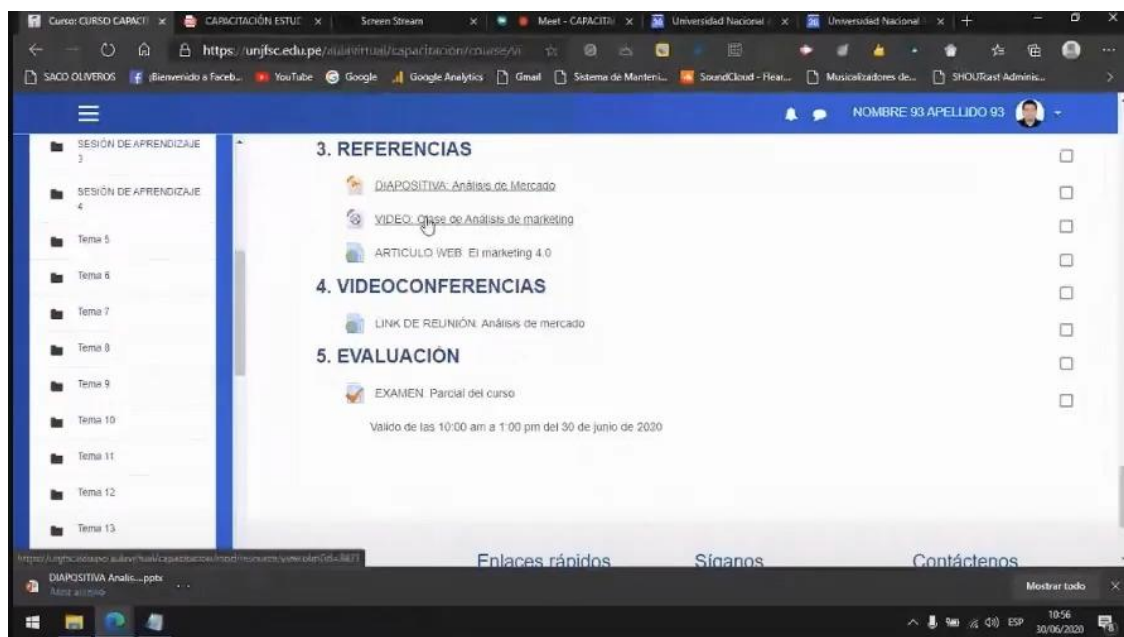 Curso: CURSO CAPACIT
CAPACITACIÓN ESTUD
Screen Stream
Meet - CAPACITA
Universidad Nacional
Universidad Nacional
https://unjfsc.edu.pe/aulavirtual/capacitacion/course/vi
SACO OLIVEROS
¡Bienvenido a Faceb...
YouTube
Google
Google Analytics
Gmail
Sistema de Manteni...
SoundCloud - Hear...
Musicalizadores de...
SHOUTcast Adminis...
NOMBRE 93 APELLIDO 93
SESIÓN DE APRENDIZAJE
3
SESIÓN DE APRENDIZAJE
4
Tema 5
Tema 6
Tema 7
Tema 8
Tema 9
Tema 10
Tema 11
Tema 12
Tema 13
3. REFERENCIAS
DIAPOSITIVA: Análisis de Mercado
VIDEO: Clase de Análisis de marketing
ARTICULO WEB: El marketing 4.0
4. VIDEOCONFERENCIAS
LINK DE REUNIÓN: Análisis de mercado
5. EVALUACIÓN
EXAMEN: Parcial del curso
Valido de las 10:00 am a 1:00 pm del 30 de junio de 2020
Enlaces rápidos
Síganos
Contáctenos
DIAPOSITIVA Analis....pptx
Abrir archivo
Mostrar todo
ESP
10:56
30/06/2020